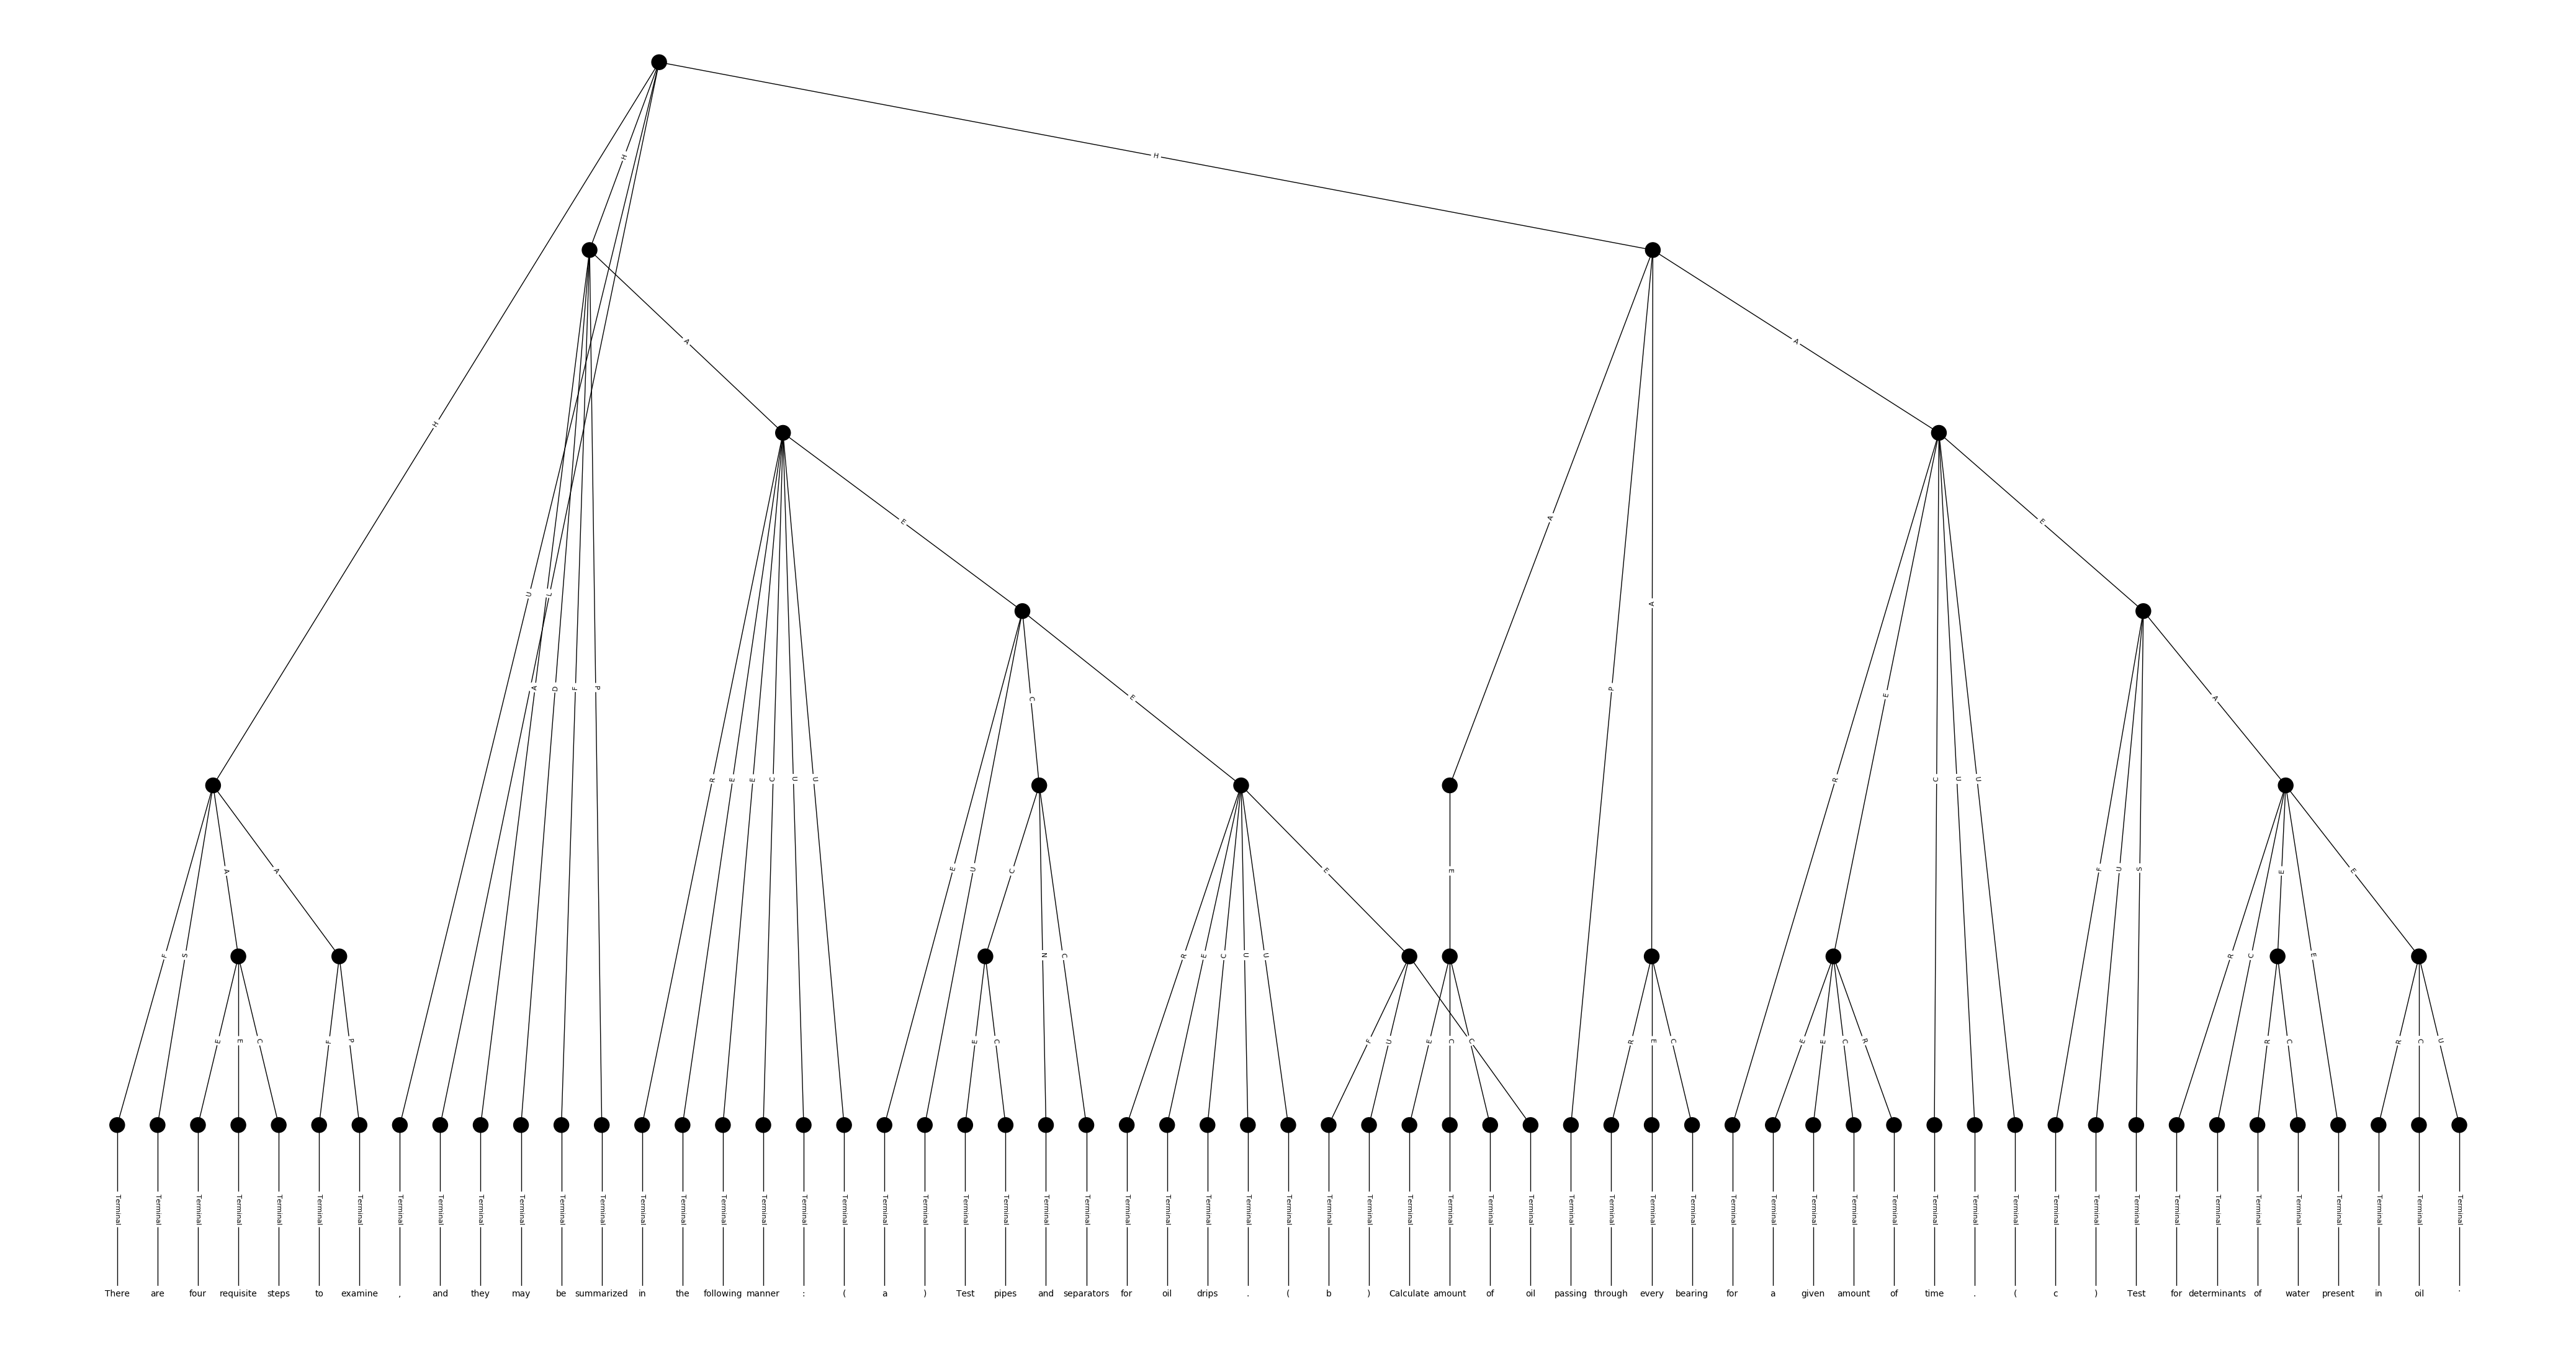 H
H
A
A
H
A
E
E
U
L
A
P
A
D
F
P
C
E
E
A
R
E
E
C
U
U
R
C
U
U
A
A
E
U
C
E
E
F
U
S
E
E
F
S
E
N
C
R
E
C
U
U
R
C
E
E
E
E
C
F
P
E
C
F
U
E
C
C
R
E
C
E
E
C
R
R
C
R
C
U
Terminal Terminal Terminal Terminal Terminal Terminal Terminal Terminal Terminal Terminal Terminal Terminal Terminal Terminal Terminal Terminal Terminal Terminal Terminal Terminal Terminal Terminal Terminal Terminal Terminal Terminal Terminal Terminal Terminal Terminal Terminal Terminal Terminal Terminal Terminal Terminal Terminal Terminal Terminal Terminal Terminal Terminal Terminal Terminal Terminal Terminal Terminal Terminal Terminal Terminal Terminal Terminal Terminal Terminal Terminal Terminal Terminal Terminal Terminal
There are four requisite steps to examine , and they may be summarized in the following manner : ( a ) Test pipes and separators for oil drips . ( b ) Calculate amount of oil passing through every bearing for a given amount of time . ( c ) Test for determinants of water present in oil '